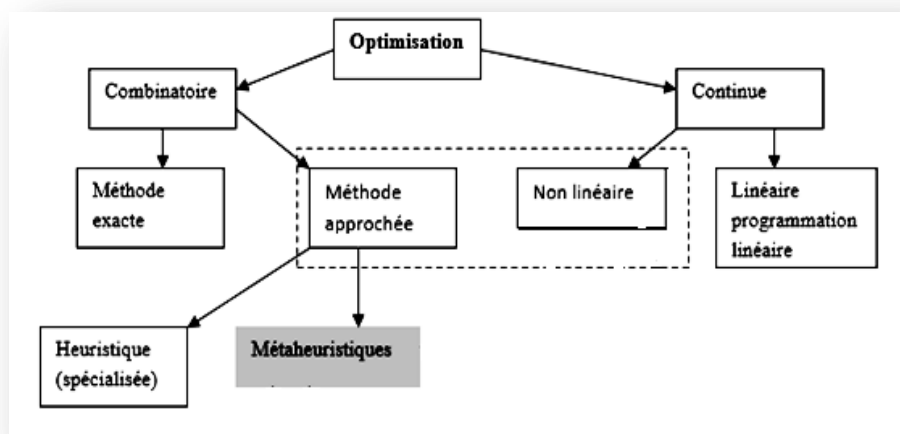 Optimisation
Combinatoire
Continue
Méthode
exacte
Méthode
approchée
Non linéaire
Linéaire
programmation
linéaire
Heuristique
(spécialisée)
Métaheuristiques